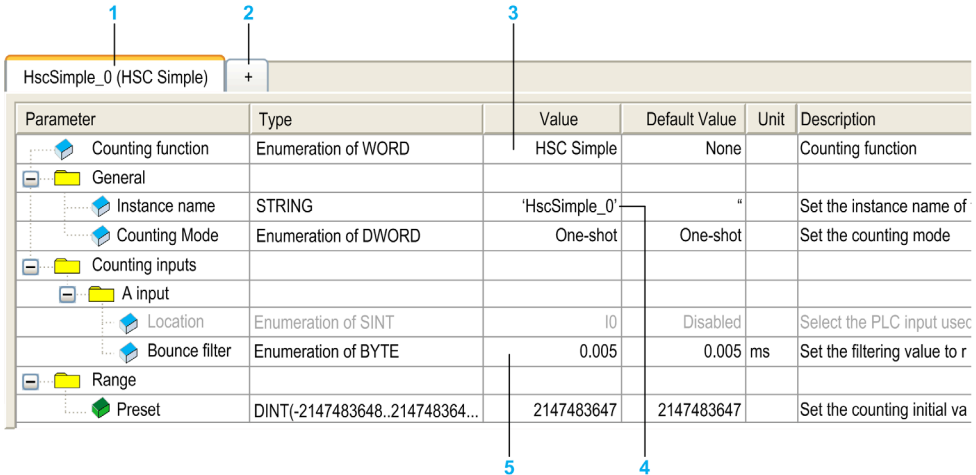 1 2 3
HscSimple_0 (HSC Simple) +
Parameter Type Value Default Value Unit Description
Counting function Enumeration of WORD HSC Simple None Counting function
General
Instance name STRING 'HscSimple_0' “ Set the instance name of
Counting Mode Enumeration of DWORD One-shot One-shot Set the counting mode
Counting inputs
A input
Location Enumeration of SINT I0 Disabled Select the PLC input used
Bounce filter Enumeration of BYTE 0.005 0.005 ms Set the filtering value to r
Range
Preset DINT(-2147483648..214748364... 2147483647 2147483647 Set the counting initial va
5 4